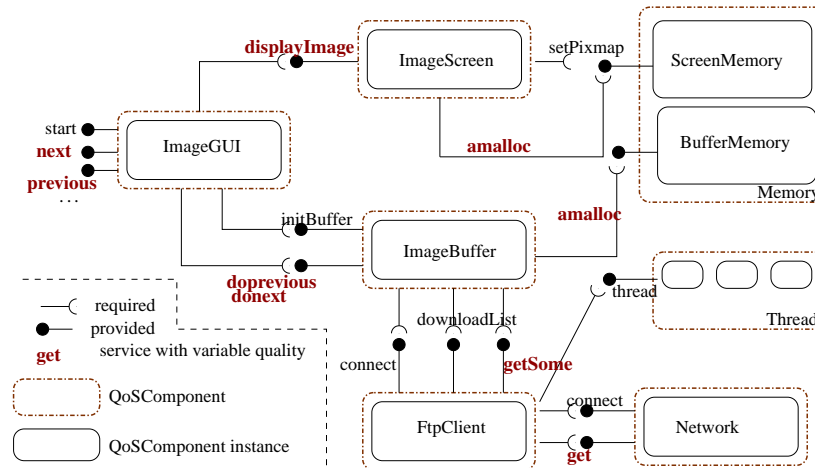 displayImage
ImageScreen
setPixmap
ScreenMemory
start
next
previous
...
ImageGUI
amalloc
BufferMemory
Memory
amalloc
initBuffer
ImageBuffer
doprevious
donext
thread
Thread
required
provided
get service with variable quality
connect
downloadList
getSome
QoSComponent
QoSComponent instance
FtpClient
connect
get
Network